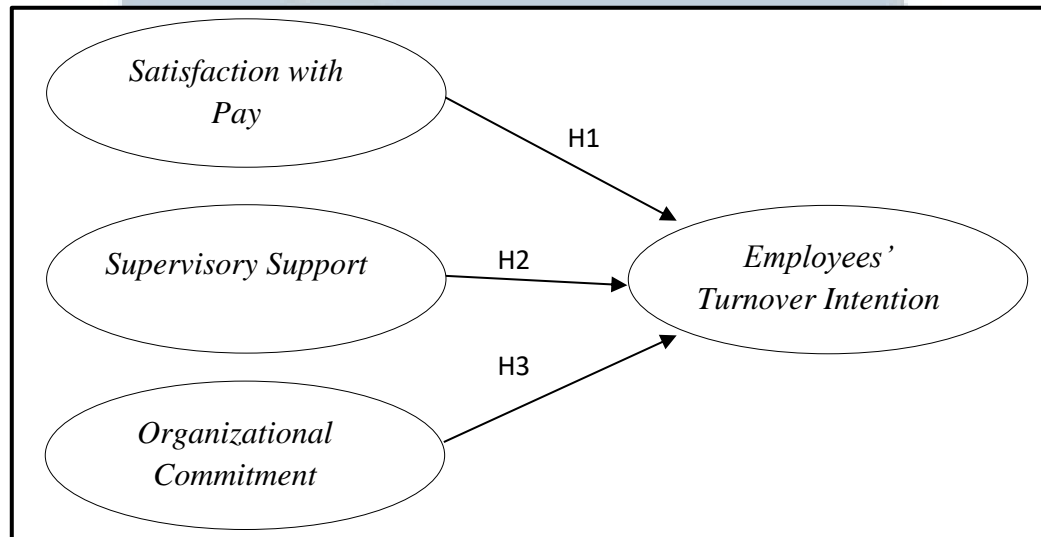 Satisfaction with
Pay
H1
Supervisory Support
H2
Employees’
Turnover Intention
H3
Organizational
Commitment